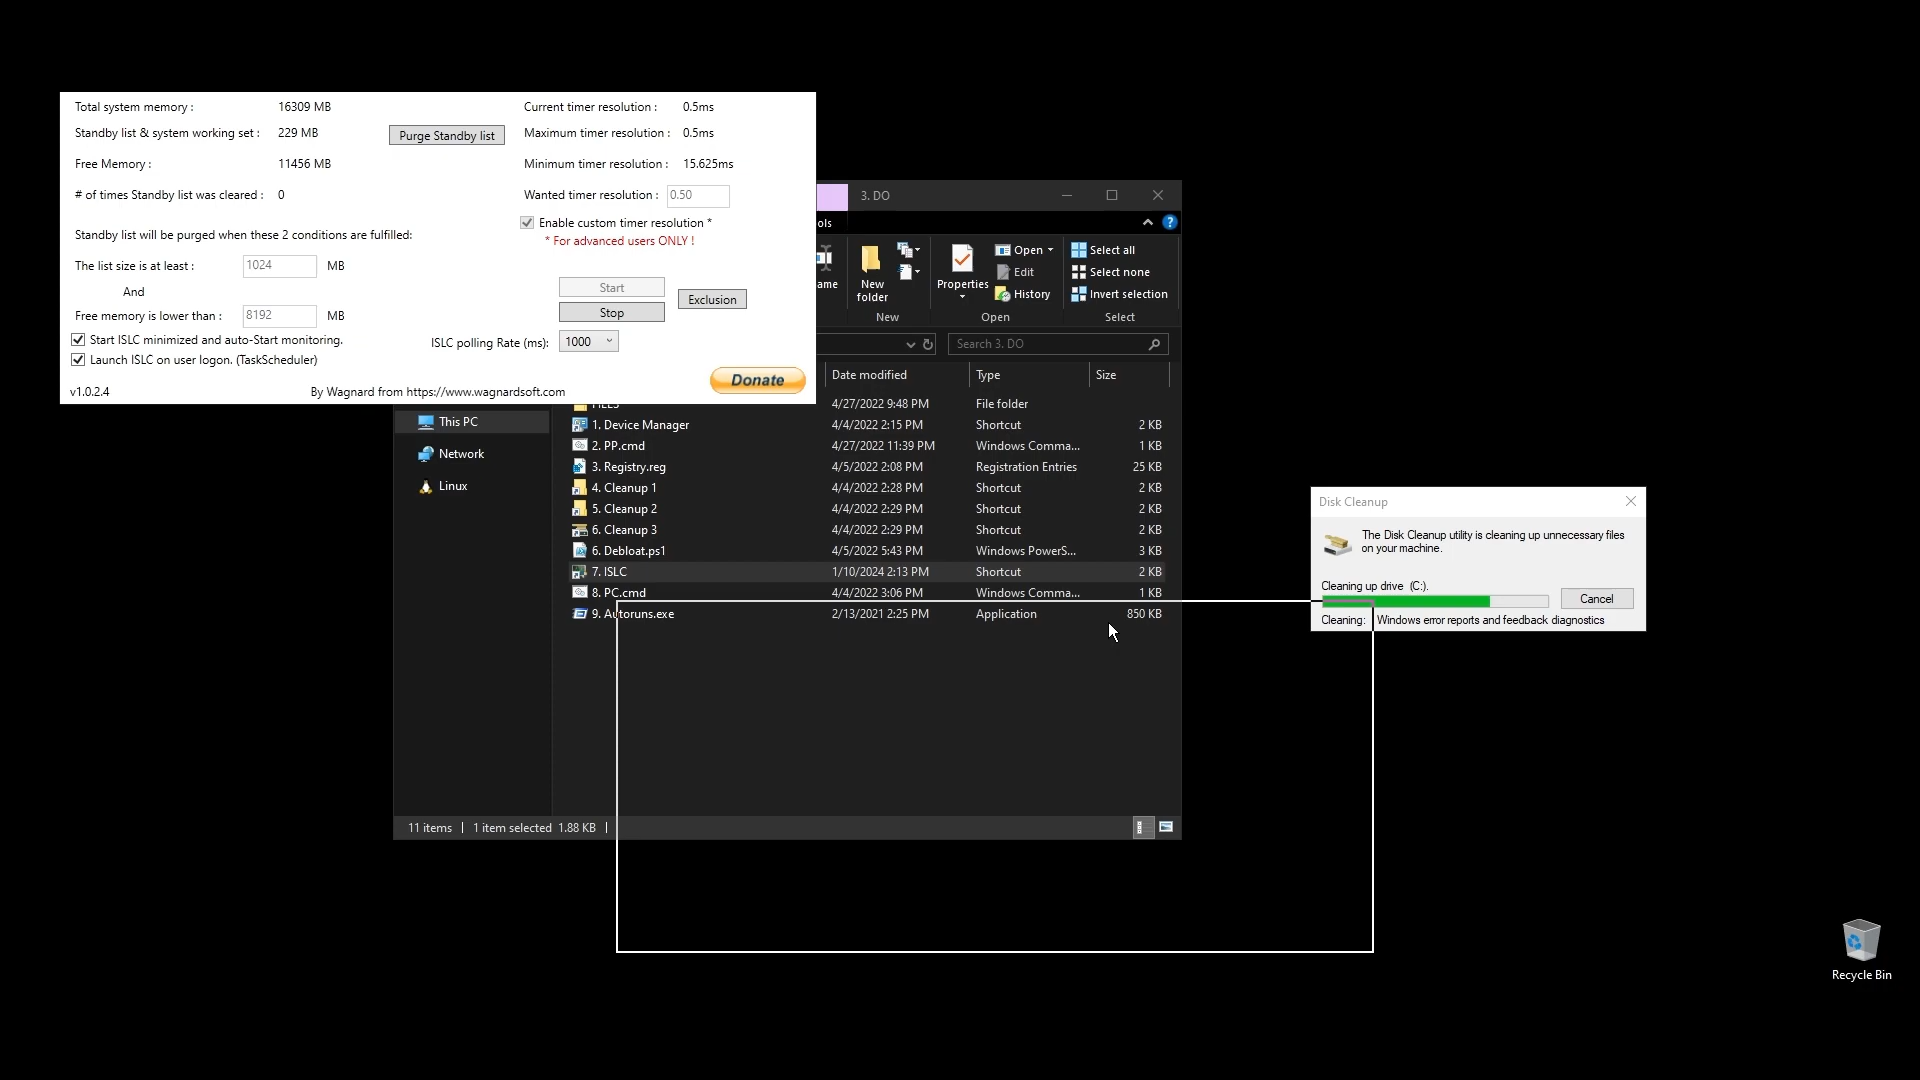 Total system memory : 16309 MB
Standby list & system working set : 229 MB
Purge Standby list
Free Memory : 11456 MB
# of times Standby list was cleared : 0
Standby list will be purged when these 2 conditions are fulfilled:
The list size is at least : 1024 MB
And
Free memory is lower than : 8192 MB
Start ISLC minimized and auto-Start monitoring.
Launch ISLC on user logon. (TaskScheduler)
v1.0.2.4
By Wagnard from https://www.wagnardsoft.com
Current timer resolution : 0.5ms
Maximum timer resolution : 0.5ms
Minimum timer resolution : 15.625ms
Wanted timer resolution : 0.50
Enable custom timer resolution *
* For advanced users ONLY !
Start
Stop
Exclusion
ISLC polling Rate (ms): 1000
Donate
3. DO
ols
?
ame
New
folder
New
Properties
Open
Edit
History
Open
Select all
Select none
Invert selection
Select
Search 3. DO
Date modified Type Size
This PC
Network
Linux
4/27/2022 9:48 PM File folder
1. Device Manager 4/4/2022 2:15 PM Shortcut 2 KB
2. PP.cmd 4/27/2022 11:39 PM Windows Comma... 1 KB
3. Registry.reg 4/5/2022 2:08 PM Registration Entries 25 KB
4. Cleanup 1 4/4/2022 2:28 PM Shortcut 2 KB
5. Cleanup 2 4/4/2022 2:29 PM Shortcut 2 KB
6. Cleanup 3 4/4/2022 2:29 PM Shortcut 2 KB
6. Debloat.ps1 4/5/2022 5:43 PM Windows PowerS... 3 KB
7. ISLC 1/10/2024 2:13 PM Shortcut 2 KB
8. PC.cmd 4/4/2022 3:06 PM Windows Comma... 1 KB
9. Autoruns.exe 2/13/2021 2:25 PM Application 850 KB
11 items 1 item selected 1.88 KB
Disk Cleanup
The Disk Cleanup utility is cleaning up unnecessary files
on your machine.
Cleaning up drive (C:).
Cancel
Cleaning: Windows error reports and feedback diagnostics
Recycle Bin